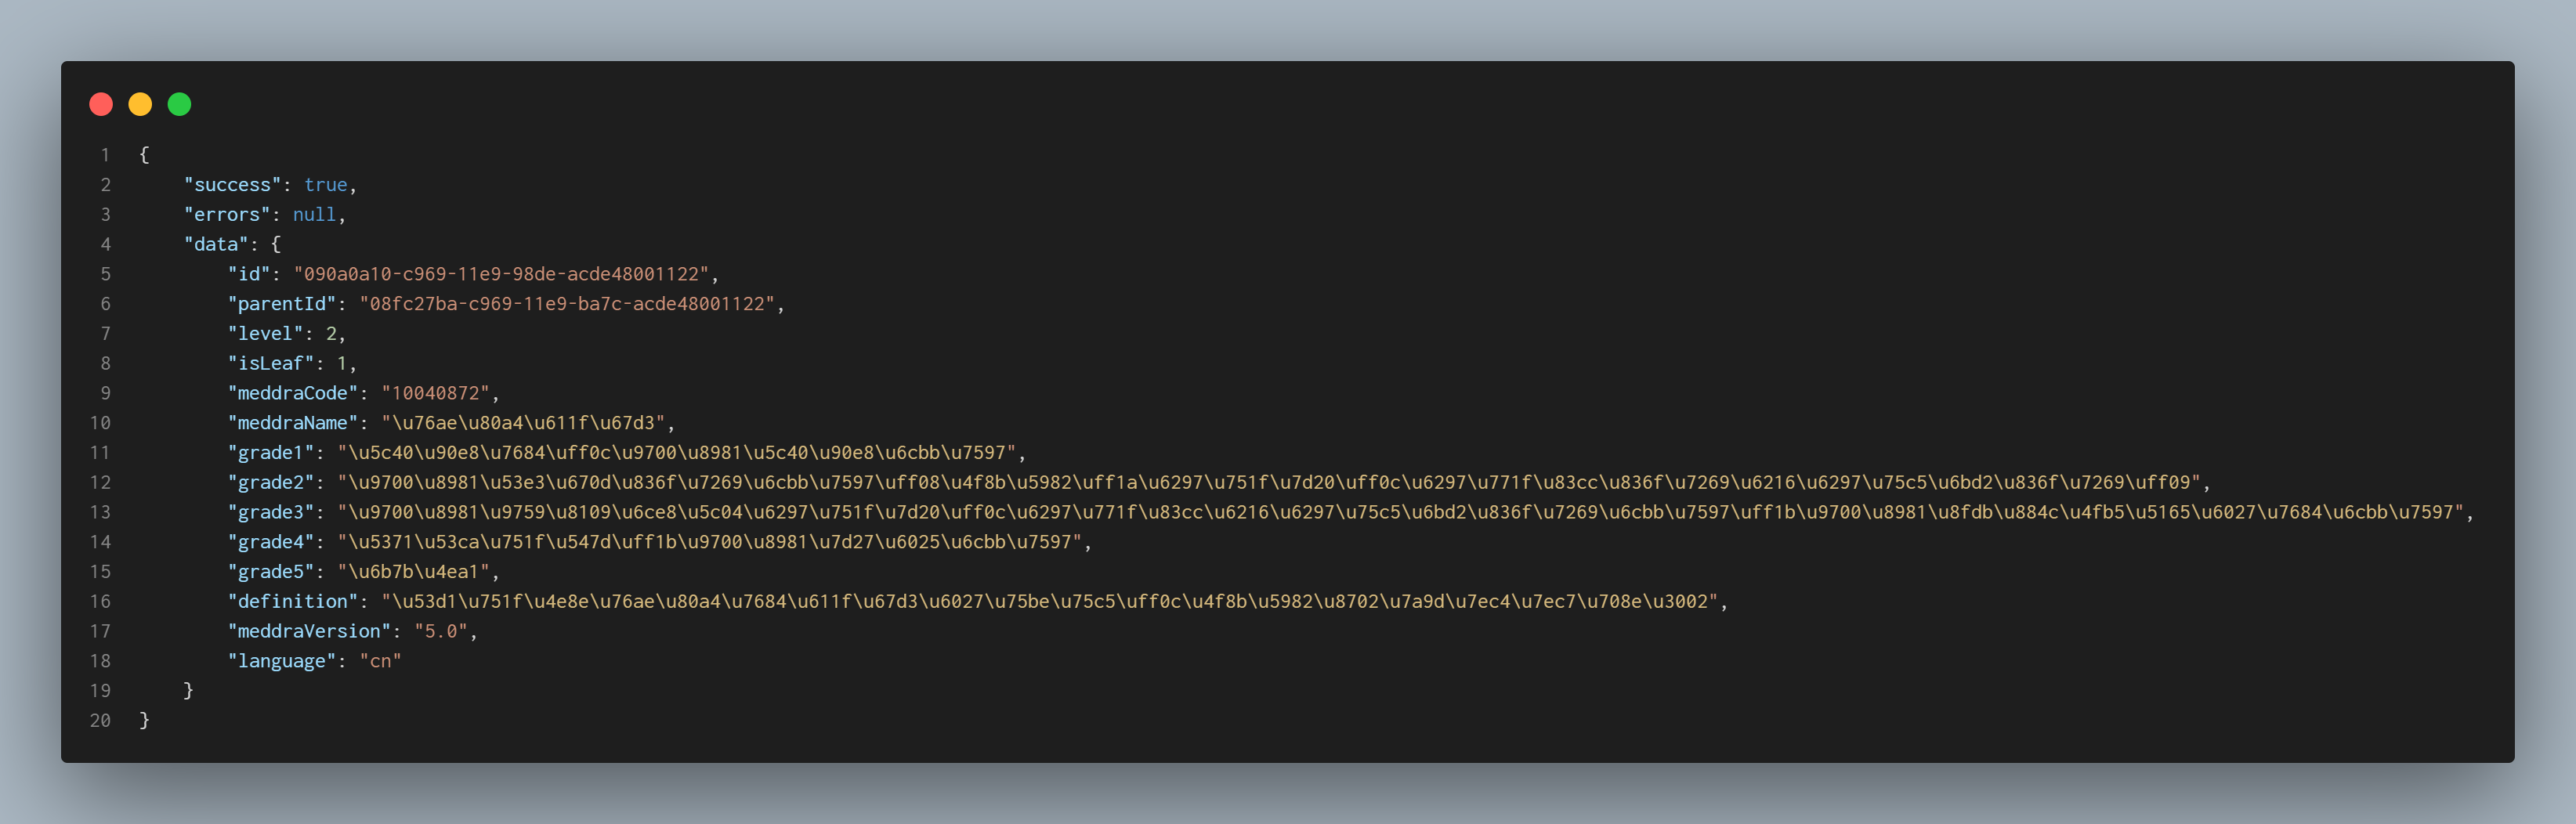 1 {
2 "success": true,
3 "errors": null,
4 "data": {
5 "id": "090a0a10-c969-11e9-98de-acde48001122",
6 "parentId": "08fc27ba-c969-11e9-ba7c-acde48001122",
7 "level": 2,
8 "isLeaf": 1,
9 "meddraCode": "10040872",
10 "meddraName": "\u76ae\u80a4\u611f\u67d3",
11 "grade1": "\u5c40\u90e8\u7684\uff0c\u9700\u8981\u5c40\u90e8\u6cbb\u7597",
12 "grade2": "\u9700\u8981\u53e3\u670d\u836f\u7269\u6cbb\u7597\uff08\u4f8b\u5982\uff1a\u6297\u751f\u7d20\uff0c\u6297\u771f\u83cc\u836f\u7269\u6216\u6297\u75c5\u6bd2\u836f\u7269\uff09",
13 "grade3": "\u9700\u8981\u9759\u8109\u6ce8\u5c04\u6297\u751f\u7d20\uff0c\u6297\u771f\u83cc\u6216\u6297\u75c5\u6bd2\u836f\u7269\u6cbb\u7597\uff1b\u9700\u8981\u8fdb\u884c\u4fb5\u5165\u6027\u7684\u6cbb\u7597",
14 "grade4": "\u5371\u53ca\u751f\u547d\uff1b\u9700\u8981\u7d27\u6025\u6cbb\u7597",
15 "grade5": "\u6b7b\u4ea1",
16 "definition": "\u53d1\u751f\u4e8e\u76ae\u80a4\u7684\u611f\u67d3\u6027\u75be\u75c5\uff0c\u4f8b\u5982\u8702\u7a9d\u7ec4\u7ec7\u708e\u3002",
17 "meddraVersion": "5.0",
18 "language": "cn"
19 }
20 }